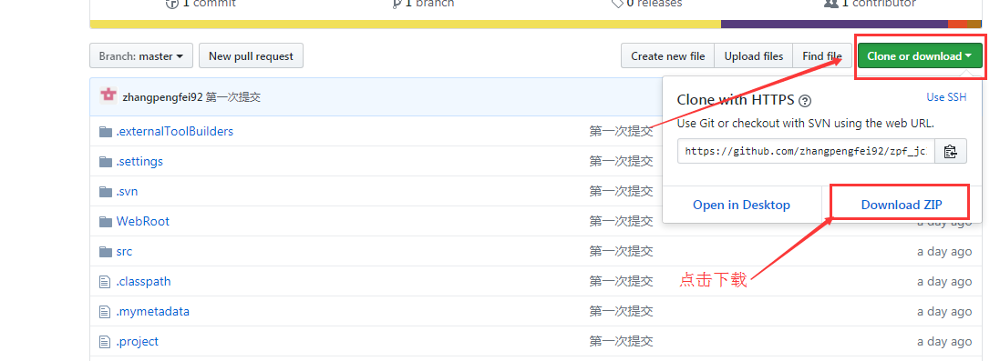 1 commit 1 branch 0 releases 1 contributor
Branch: master New pull request Create new file Upload files Find file Clone or download
zhangpengfei92 第一次提交
Clone with HTTPS Use SSH
Use Git or checkout with SVN using the web URL.
https://github.com/zhangpengfei92/zpf_jc
Open in Desktop Download ZIP
.externalToolBuilders 第一次提交
.settings 第一次提交
.svn 第一次提交
WebRoot 第一次提交 a day ago
src 第一次提交 a day ago
点击下载
.classpath 第一次提交 a day ago
.mymetadata 第一次提交 a day ago
.project 第一次提交 a day ago